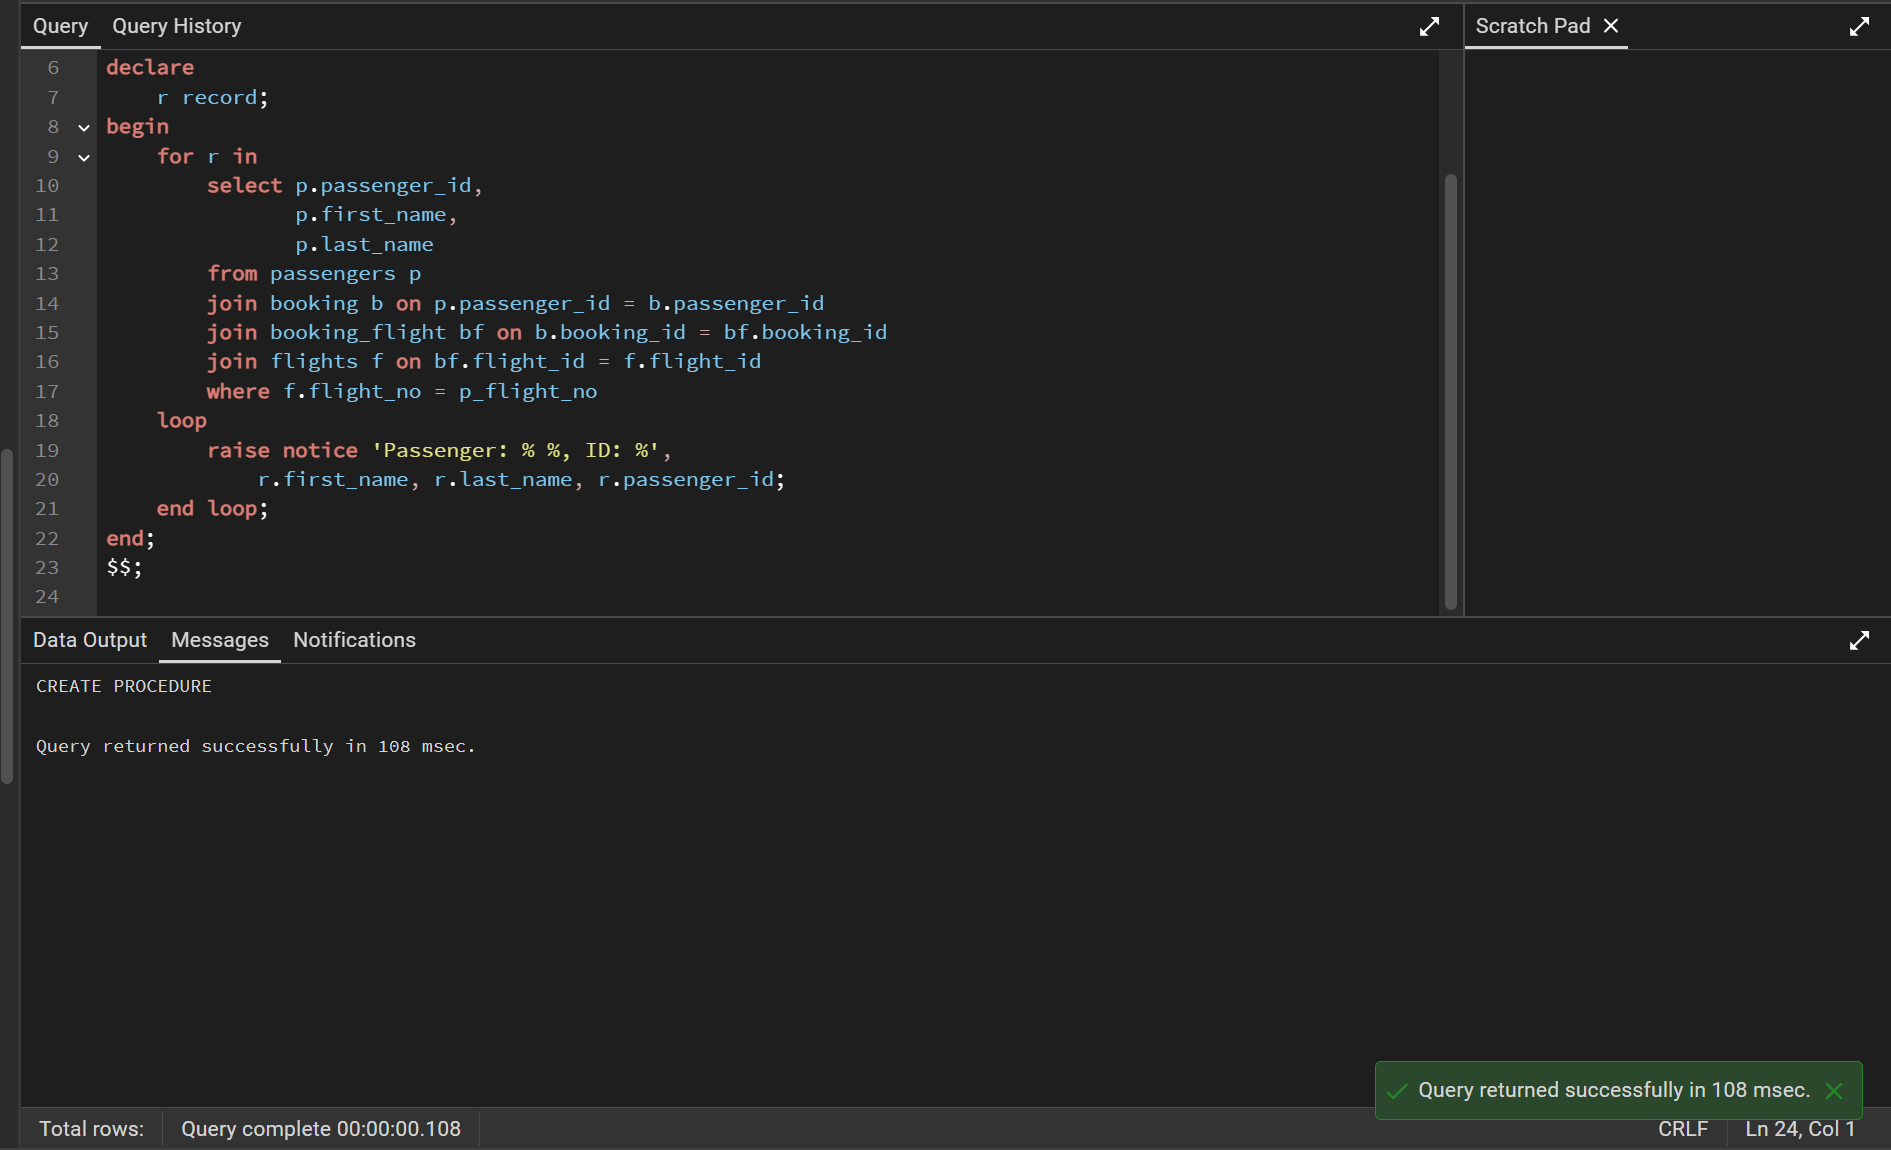 Query Query History Scratch Pad
6 declare
7 r record;
8 begin
9 for r in
10 select p.passenger_id,
11 p.first_name,
12 p.last_name
13 from passengers p
14 join booking b on p.passenger_id = b.passenger_id
15 join booking_flight bf on b.booking_id = bf.booking_id
16 join flights f on bf.flight_id = f.flight_id
17 where f.flight_no = p_flight_no
18 loop
19 raise notice 'Passenger: % %, ID: %',
20 r.first_name, r.last_name, r.passenger_id;
21 end loop;
22 end;
23 $$;
24
Data Output Messages Notifications
CREATE PROCEDURE
Query returned successfully in 108 msec.
Query returned successfully in 108 msec.
Total rows: Query complete 00:00:00.108 CRLF Ln 24, Col 1